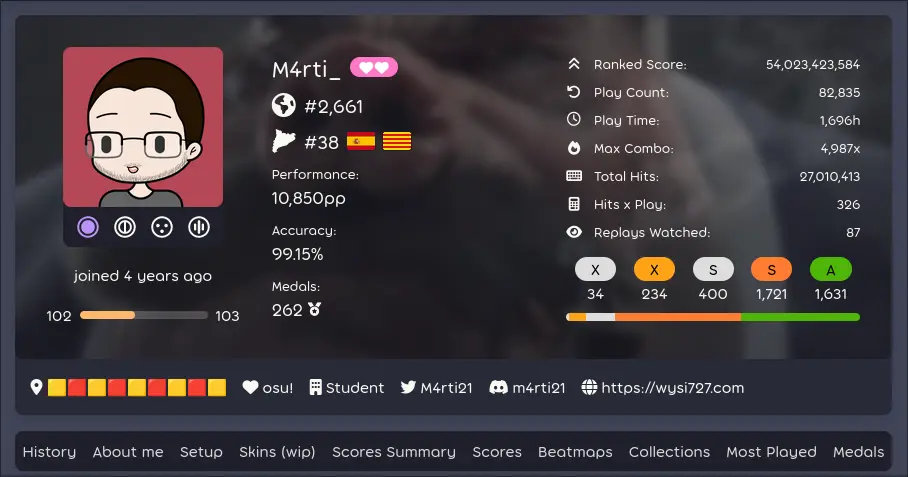 M4rti_
#2,661
#38
Performance:
10,850pp
Accuracy:
99.15%
Medals:
262
joined 4 years ago
102 103
Ranked Score: 54,023,423,584
Play Count: 82,835
Play Time: 1,696h
Max Combo: 4,987x
Total Hits: 27,010,413
Hits x Play: 326
Replays Watched: 87
X X S S A
34 234 400 1,721 1,631
osu! Student M4rti21 m4rti21 https://wysi727.com
History About me Setup Skins (wip) Scores Summary Scores Beatmaps Collections Most Played Medals